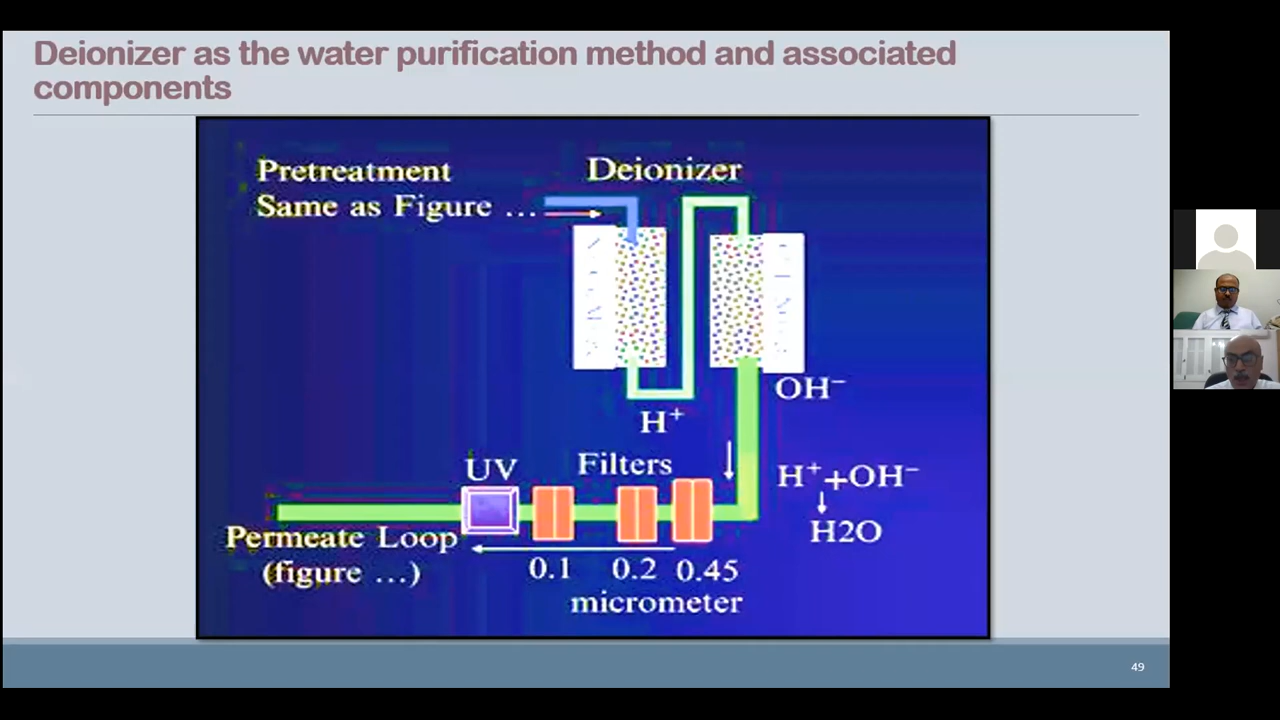 Deionizer as the water purification method and associated
components
Pretreatment
Same as Figure ...
Deionizer
H⁺
OH⁻
UV
Filters
H⁺+OH⁻
↓
H2O
Permeate Loop
(figure ...)
0.1 0.2 0.45
micrometer
49